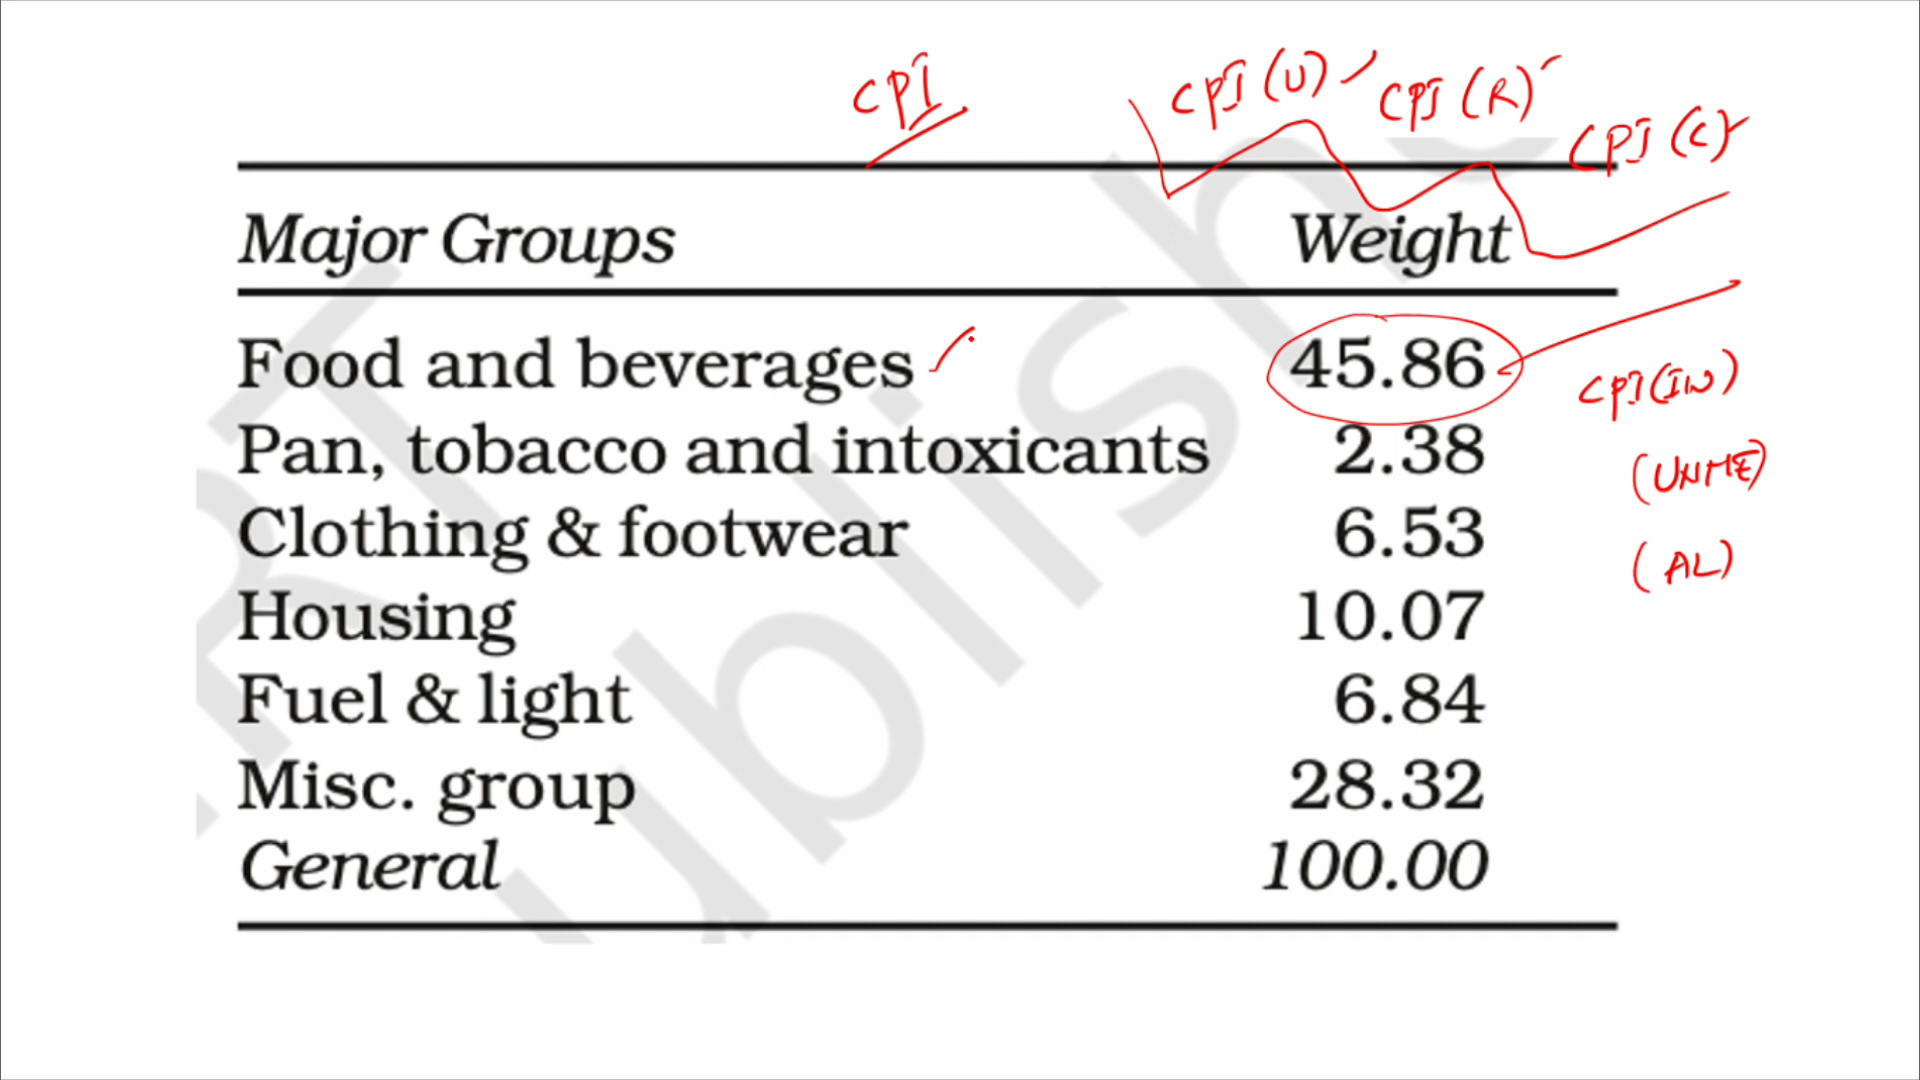 CPI
CPI (U) CPI (R)
CPI (C)
Major Groups Weight
Food and beverages 45.86
CPI (IW)
Pan, tobacco and intoxicants 2.38
(UNME)
Clothing & footwear 6.53
(AL)
Housing 10.07
Fuel & light 6.84
Misc. group 28.32
General 100.00